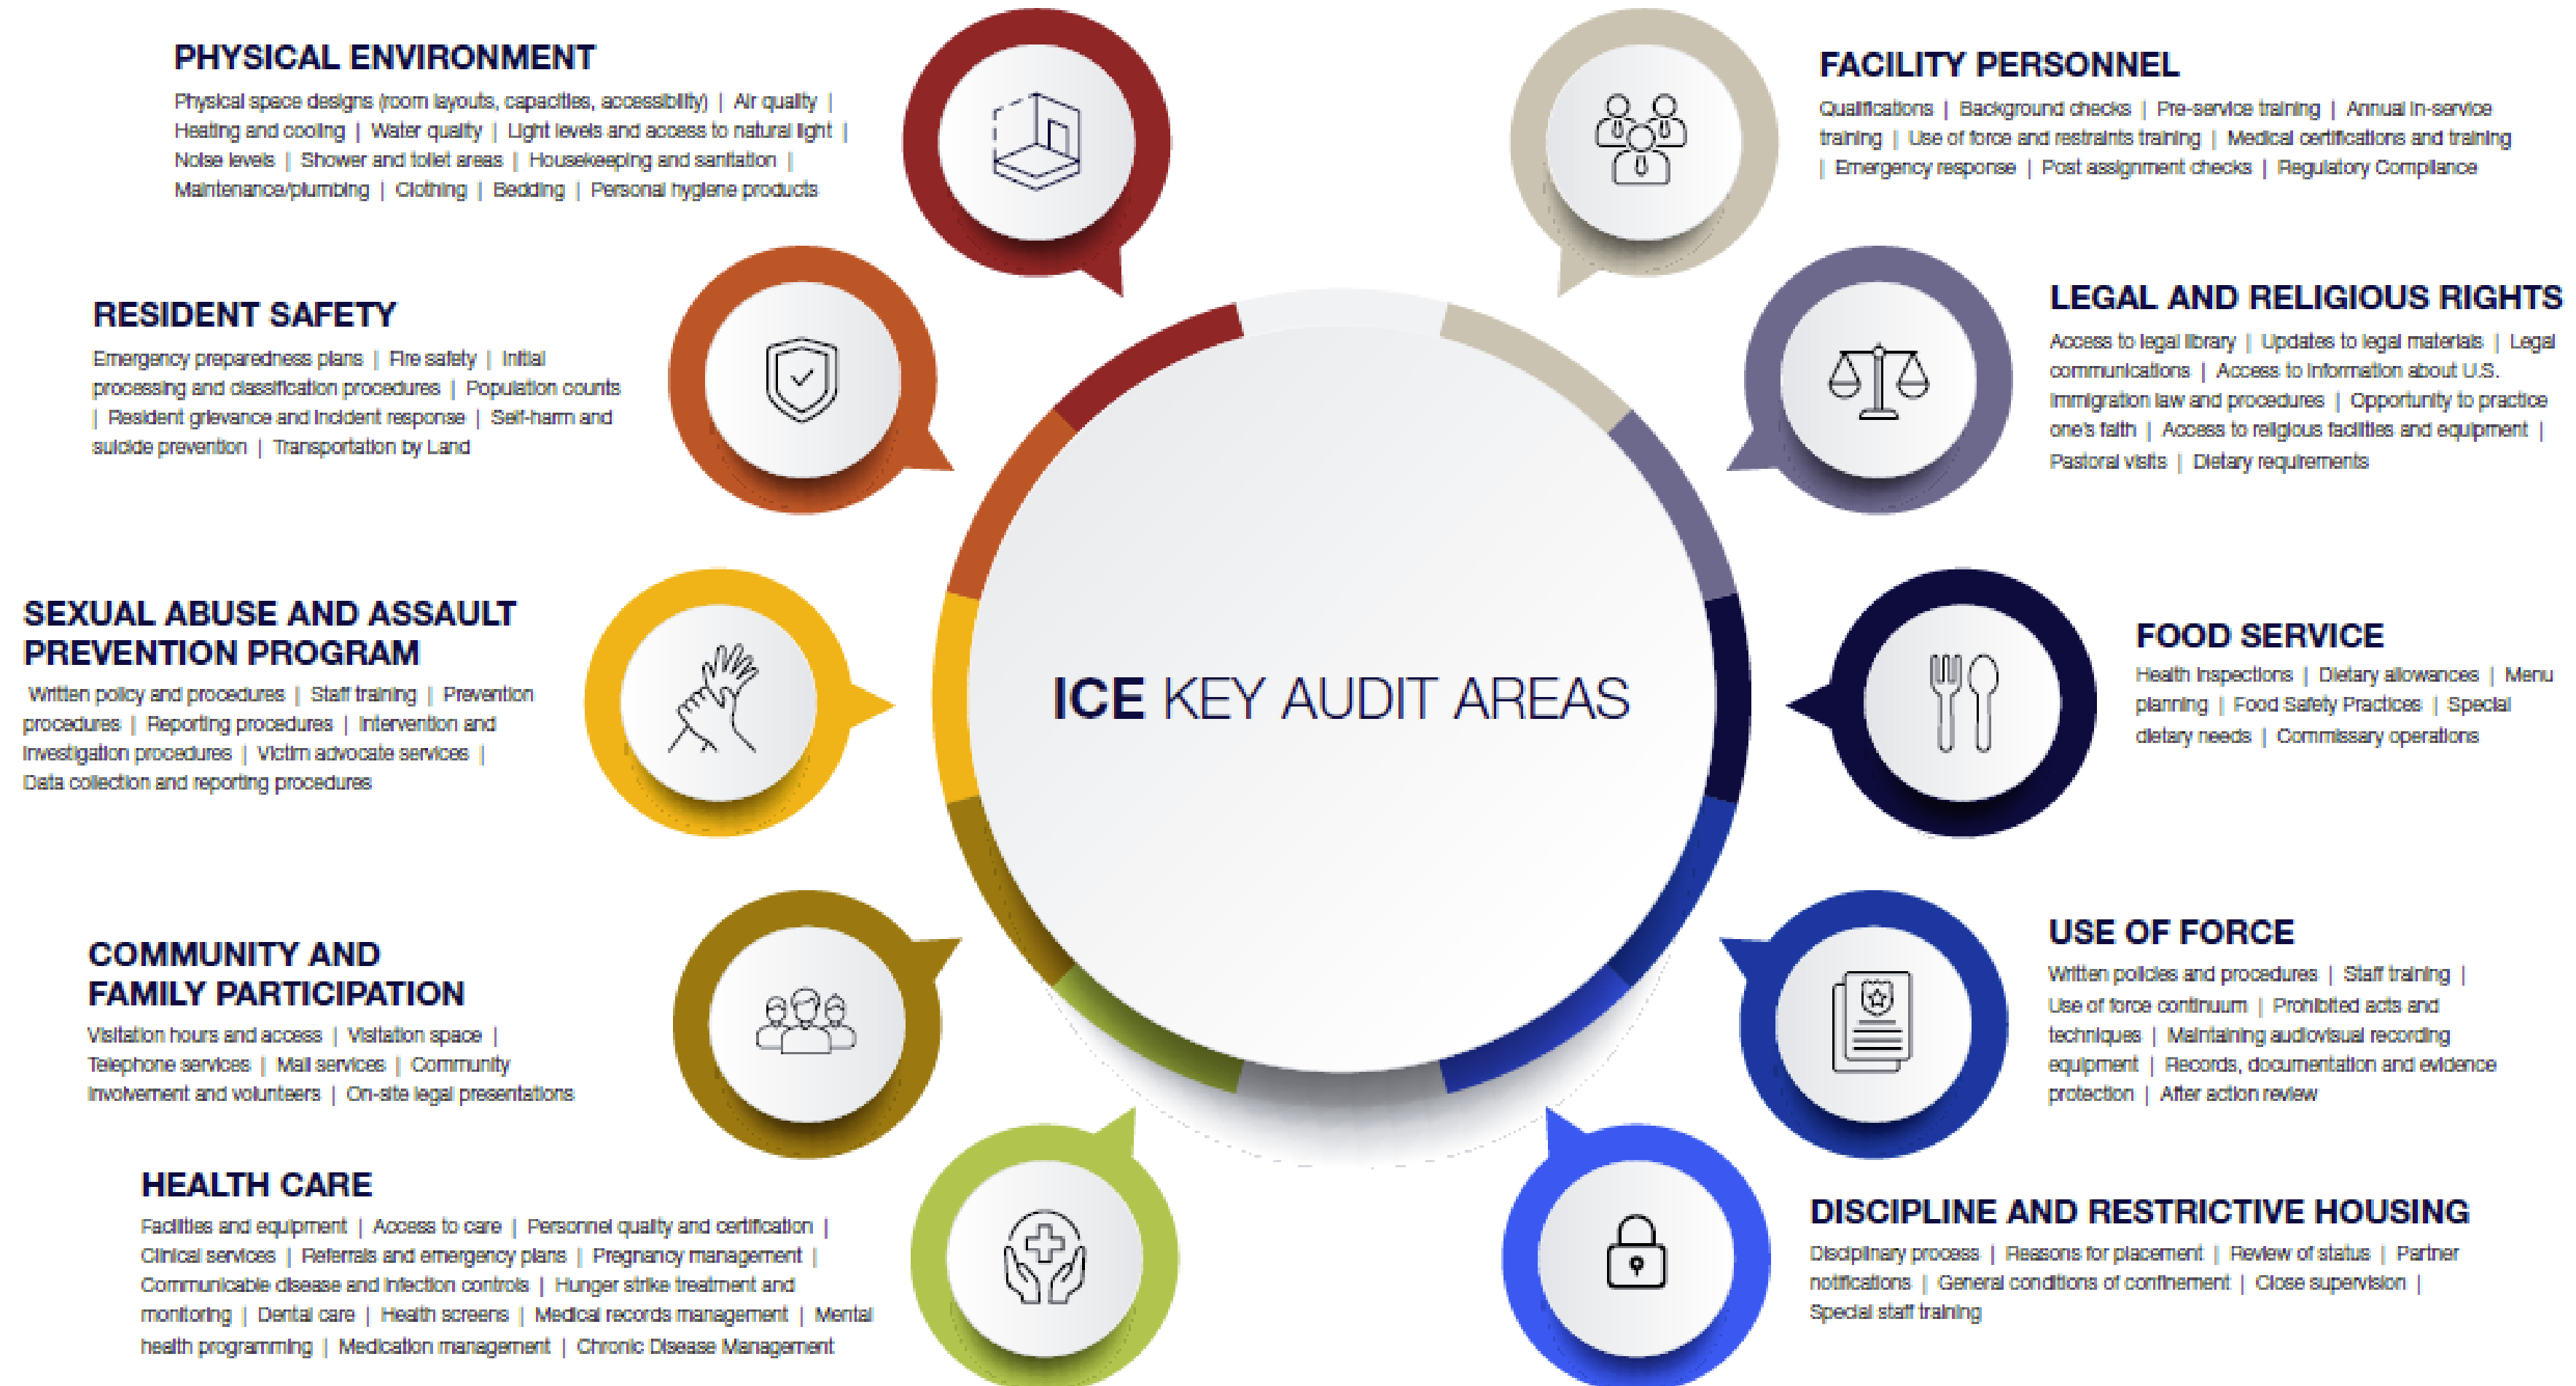 PHYSICAL ENVIRONMENT
Physical space designs (room layouts, capacities, accessibility) | Air quality |
Heating and cooling | Water quality | Light levels and access to natural light |
Noise levels | Shower and toilet areas | Housekeeping and sanitation |
Maintenance/plumbing | Clothing | Bedding | Personal hygiene products
RESIDENT SAFETY
Emergency preparedness plans | Fire safety | Initial
processing and classification procedures | Population counts
| Resident grievance and incident response | Self-harm and
suicide prevention | Transportation by Land
SEXUAL ABUSE AND ASSAULT
PREVENTION PROGRAM
Written policy and procedures | Staff training | Prevention
procedures | Reporting procedures | Intervention and
investigation procedures | Victim advocate services |
Data collection and reporting procedures
COMMUNITY AND
FAMILY PARTICIPATION
Visitation hours and access | Visitation space |
Telephone services | Mail services | Community
involvement and volunteers | On-site legal presentations
HEALTH CARE
Facilities and equipment | Access to care | Personnel quality and certification |
Clinical services | Referrals and emergency plans | Pregnancy management |
Communicable disease and infection controls | Hunger strike treatment and
monitoring | Dental care | Health screens | Medical records management | Mental
health programming | Medication management | Chronic Disease Management
ICE KEY AUDIT AREAS
FACILITY PERSONNEL
Qualifications | Background checks | Pre-service training | Annual in-service
training | Use of force and restraints training | Medical certifications and training
| Emergency response | Post assignment checks | Regulatory Compliance
LEGAL AND RELIGIOUS RIGHTS
Access to legal library | Updates to legal materials | Legal
communications | Access to information about U.S.
immigration law and procedures | Opportunity to practice
one's faith | Access to religious facilities and equipment |
Pastoral visits | Dietary requirements
FOOD SERVICE
Health Inspections | Dietary allowances | Menu
planning | Food Safety Practices | Special
dietary needs | Commissary operations
USE OF FORCE
Written policies and procedures | Staff training |
Use of force continuum | Prohibited acts and
techniques | Maintaining audiovisual recording
equipment | Records, documentation and evidence
protection | After action review
DISCIPLINE AND RESTRICTIVE HOUSING
Disciplinary process | Reasons for placement | Review of status | Partner
notifications | General conditions of confinement | Close supervision |
Special staff training